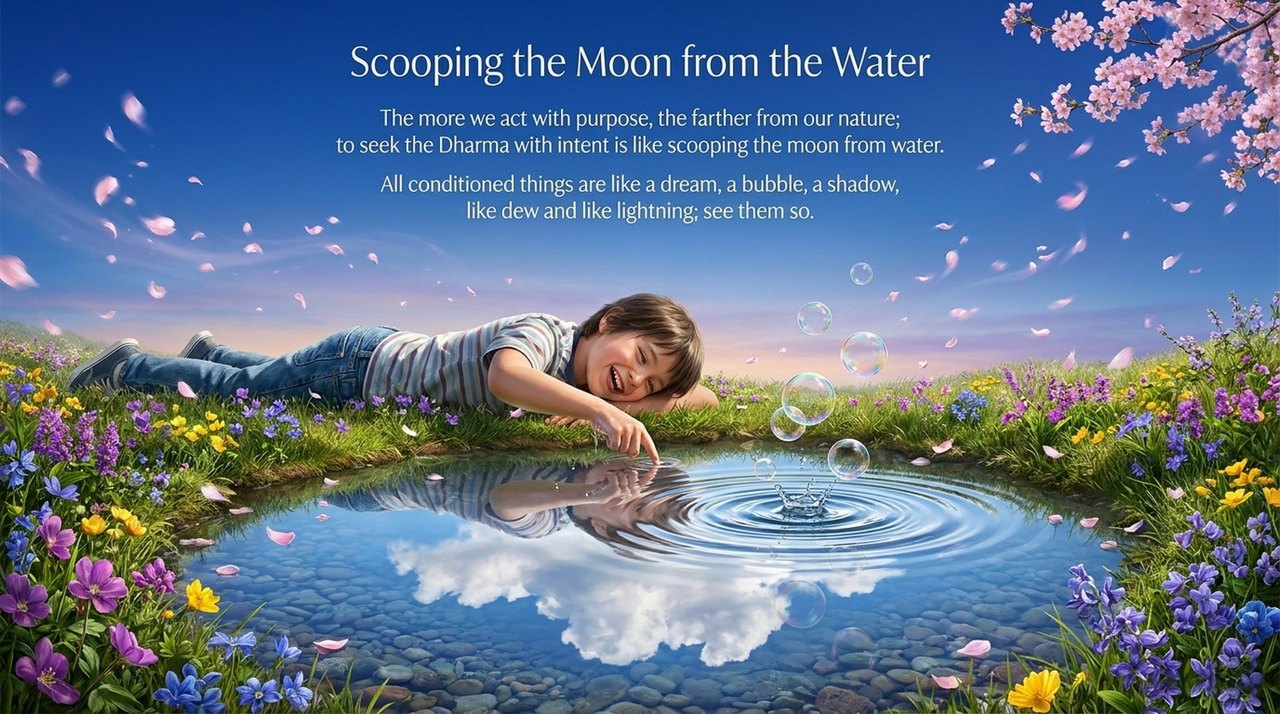 Scooping the Moon from the Water
The more we act with purpose, the farther from our nature;
to seek the Dharma with intent is like scooping the moon from water.
All conditioned things are like a dream, a bubble, a shadow,
like dew and like lightning; see them so.